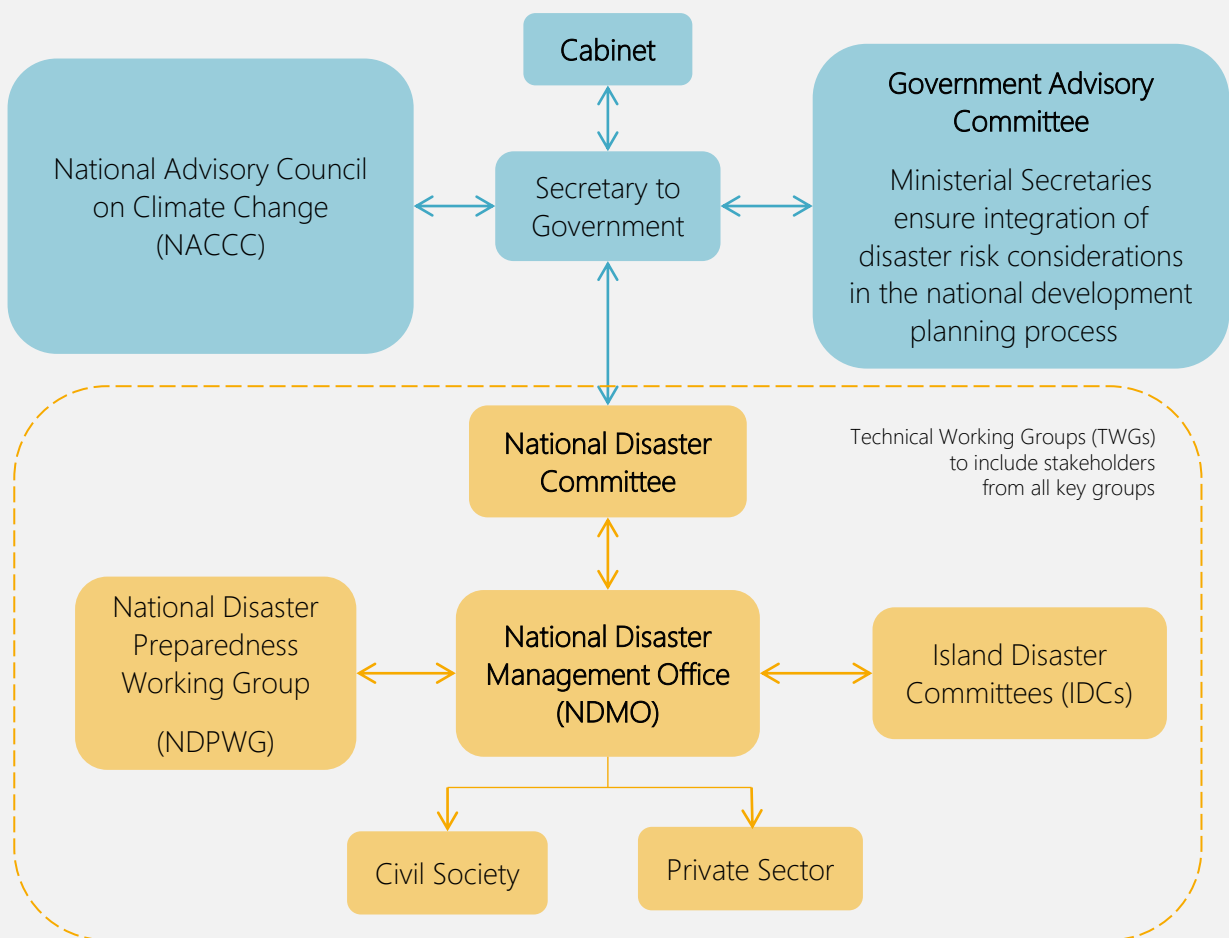 Cabinet
National Advisory Council
on Climate Change
(NACCC)
Secretary to
Government
Government Advisory
Committee
Ministerial Secretaries
ensure integration of
disaster risk considerations
in the national development
planning process
National Disaster
Committee
Technical Working Groups (TWGs)
to include stakeholders
from all key groups
National Disaster
Preparedness
Working Group
(NDPWG)
National Disaster
Management Office
(NDMO)
Island Disaster
Committees (IDCs)
Civil Society
Private Sector